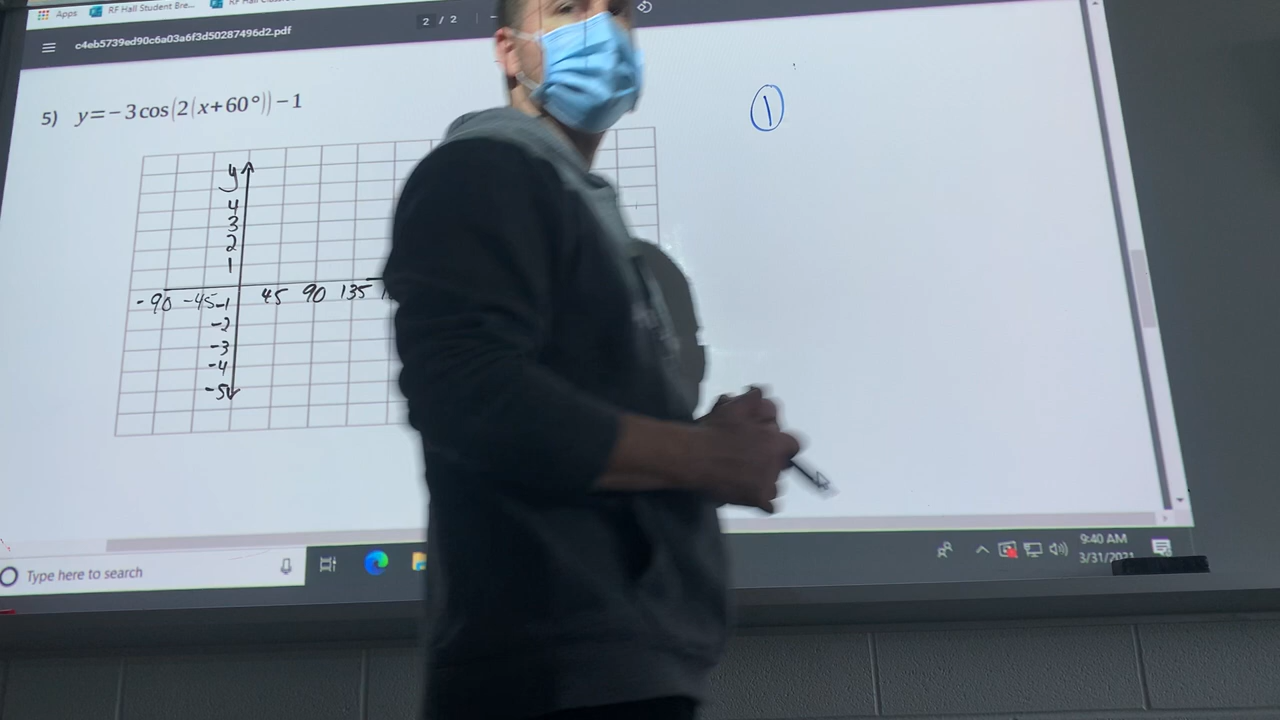 Apps RF Hall Student Bre...
c4eb5739ed90c6a03a6f3d50287496d2.pdf 2 / 2
5) y=−3cos(2(x+60°))−1
1
y
4
3
2
1
-90 -45 45 90 135
-1
-2
-3
-4
-5
Type here to search
9:40 AM
3/31/2021